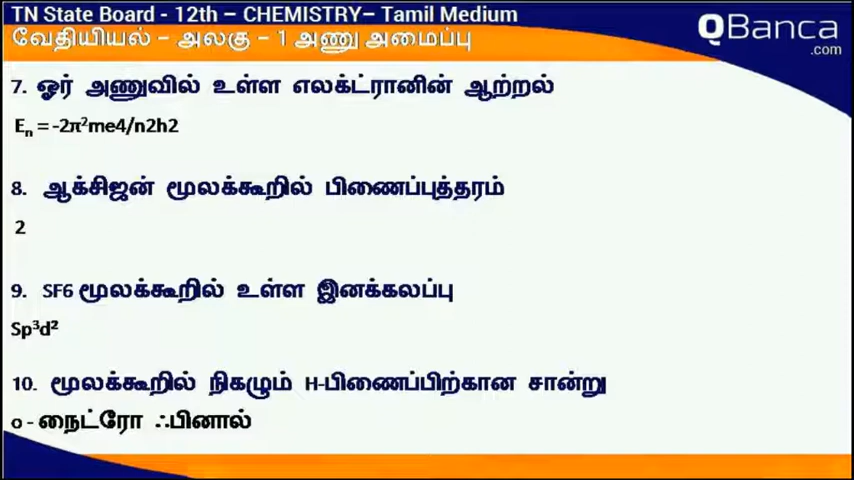 TN State Board - 12th – CHEMISTRY– Tamil Medium
வேதியியல் – அலகு – 1 அணு அமைப்பு
QBanca
.com
7. ஓர் அணுவில் உள்ள எலக்ட்ரானின் ஆற்றல்
Eₙ = -2π²me4/n2h2
8. ஆக்சிஜன் மூலக்கூறில் பிணைப்புத்தரம்
2
9. SF6 மூலக்கூறில் உள்ள இனக்கலப்பு
Sp³d²
10. மூலக்கூறில் நிகழும் H-பிணைப்பிற்கான சான்று
o - நைட்ரோ ஃபினால்